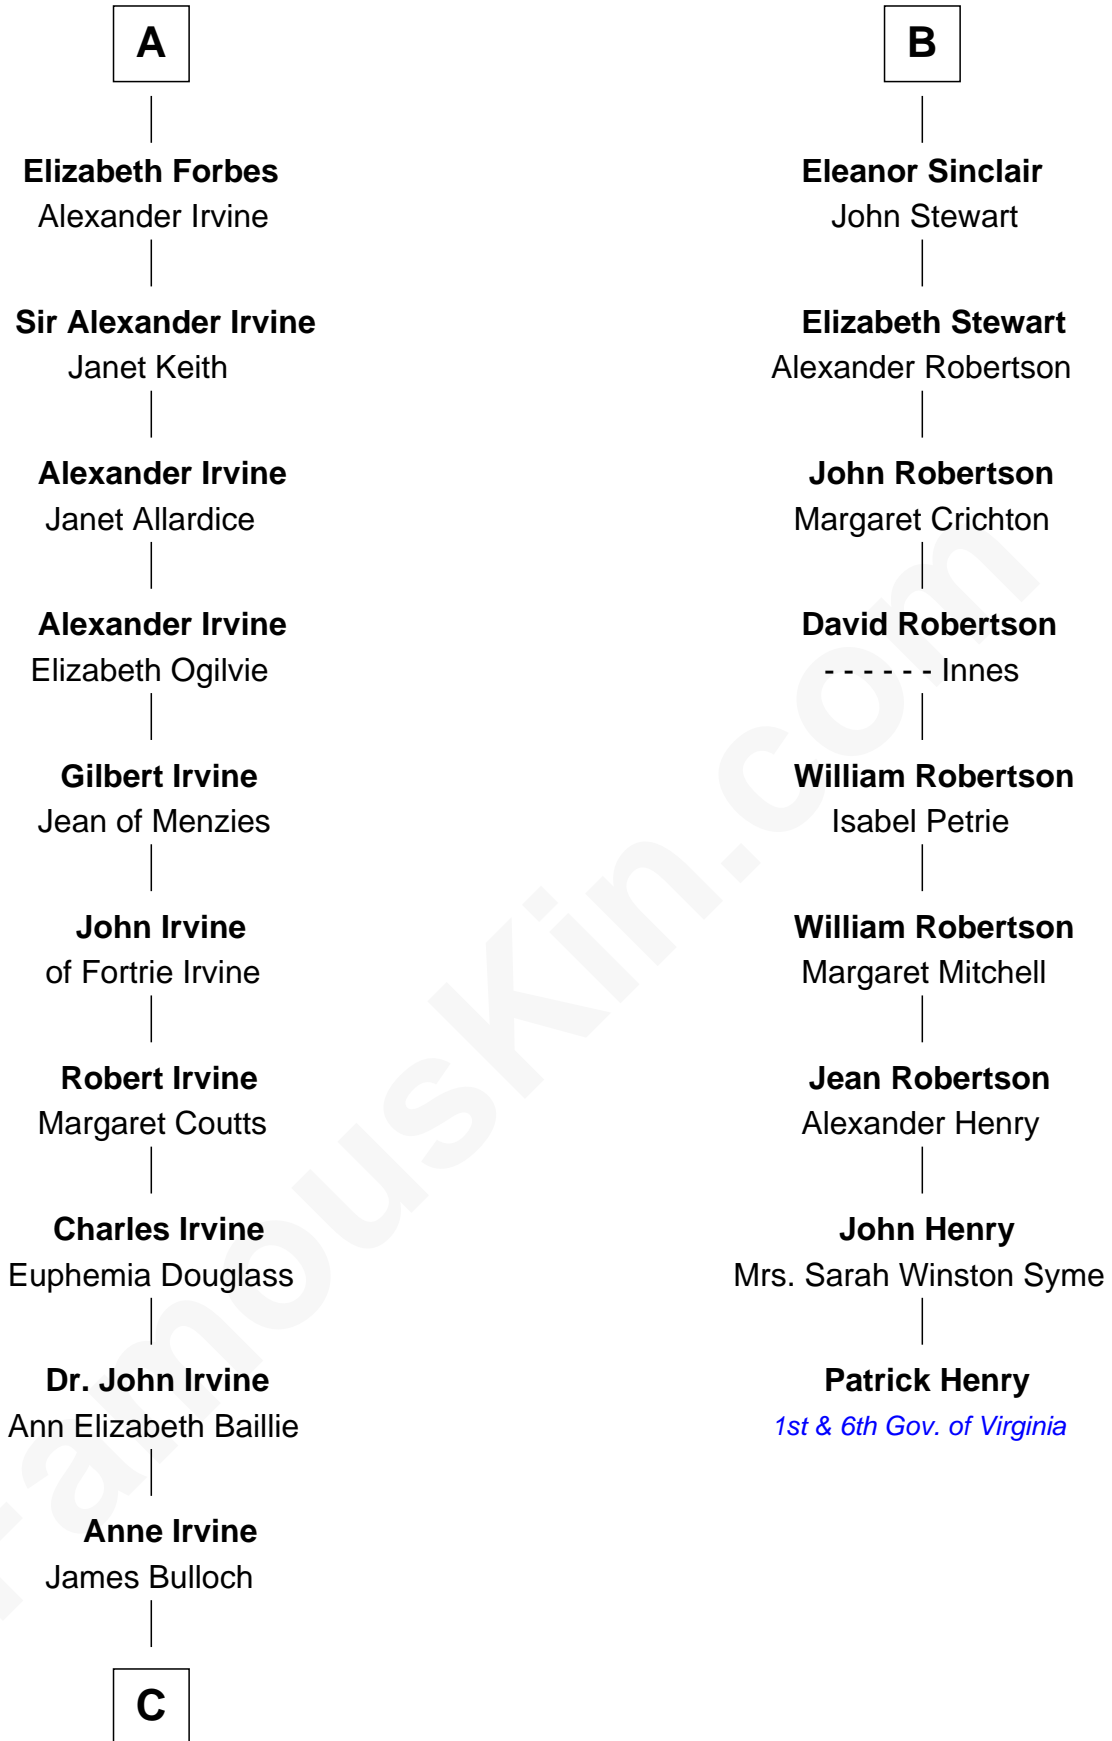 A
Elizabeth Forbes
Alexander Irvine
Sir Alexander Irvine
Janet Keith
Alexander Irvine
Janet Allardice
Alexander Irvine
Elizabeth Ogilvie
Gilbert Irvine
Jean of Menzies
John Irvine
of Fortrie Irvine
Robert Irvine
Margaret Coutts
Charles Irvine
Euphemia Douglass
Dr. John Irvine
Ann Elizabeth Baillie
Anne Irvine
James Bulloch
C
B
Eleanor Sinclair
John Stewart
Elizabeth Stewart
Alexander Robertson
John Robertson
Margaret Crichton
David Robertson
- - - - - - Innes
William Robertson
Isabel Petrie
William Robertson
Margaret Mitchell
Jean Robertson
Alexander Henry
John Henry
Mrs. Sarah Winston Syme
Patrick Henry
1st & 6th Gov. of Virginia
FamousKin.com